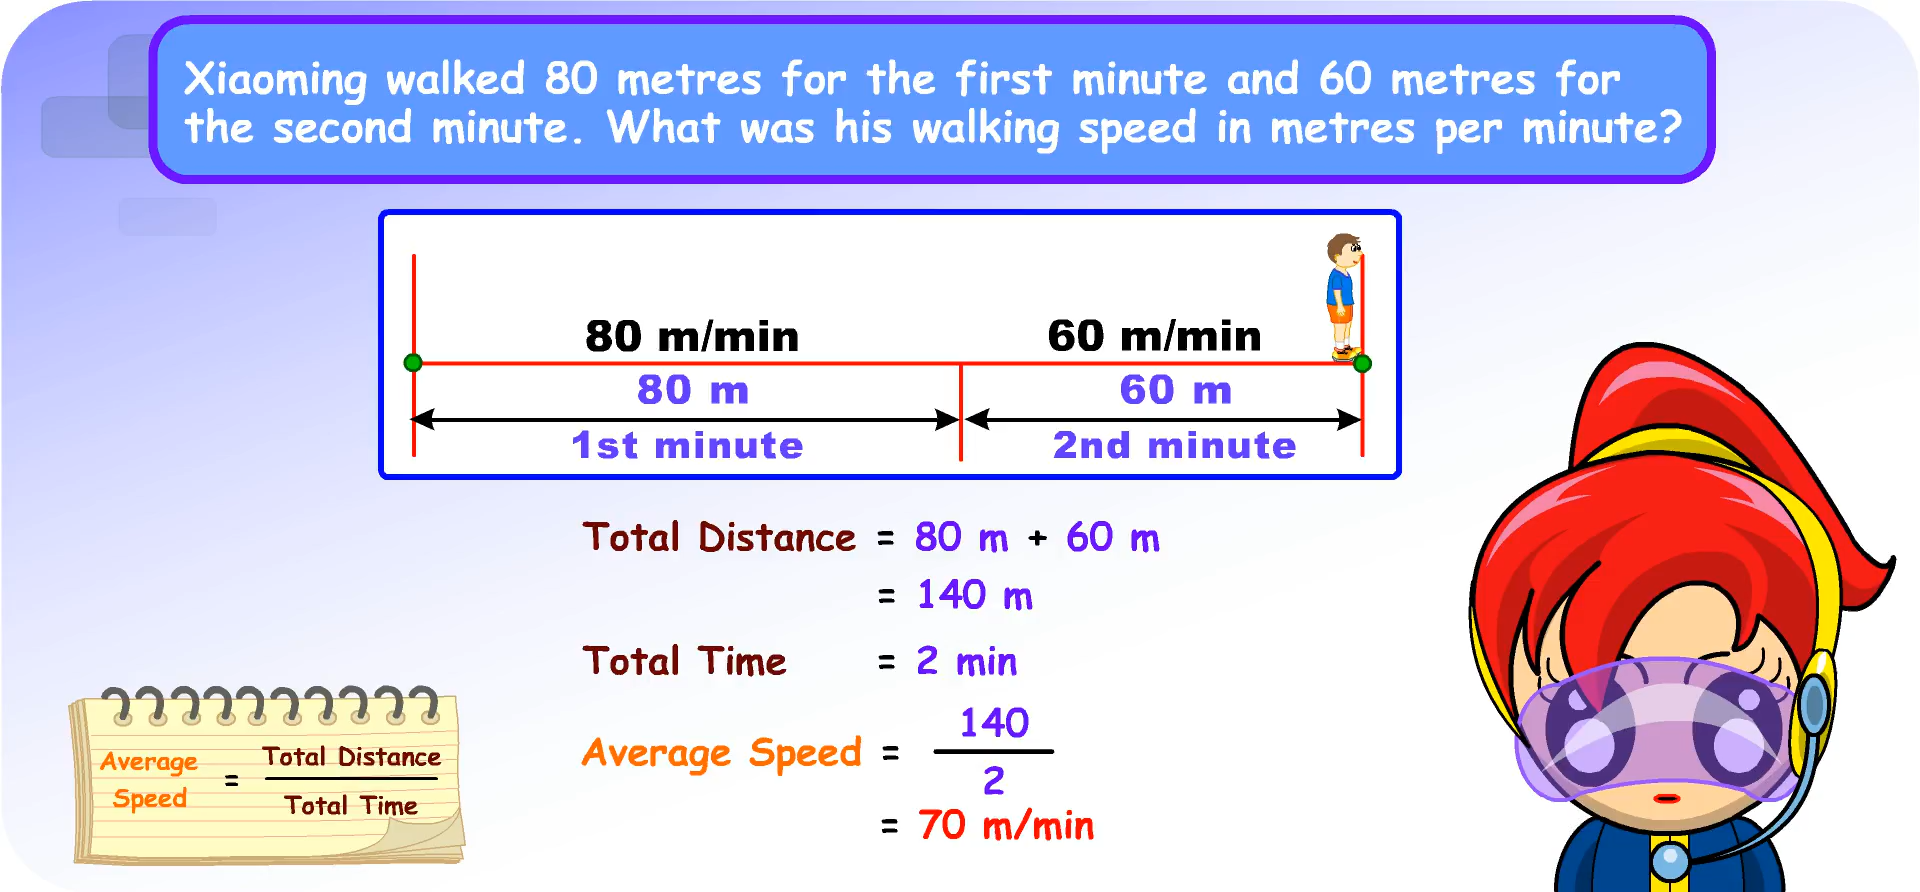 Xiaoming walked 80 metres for the first minute and 60 metres for
the second minute. What was his walking speed in metres per minute?
80 m/min 60 m/min
80 m 60 m
1st minute 2nd minute
Total Distance = 80 m + 60 m
= 140 m
Total Time = 2 min
Average Speed = 140
2
= 70 m/min
Average Speed = Total Distance
Total Time